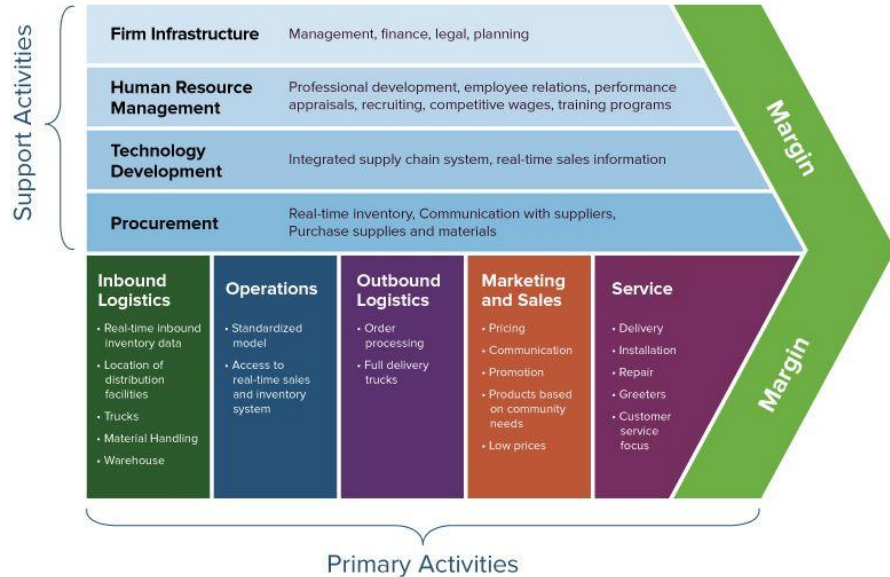 Support Activities
Firm Infrastructure
Management, finance, legal, planning
Human Resource
Management
Professional development, employee relations, performance
appraisals, recruiting, competitive wages, training programs
Technology
Development
Integrated supply chain system, real-time sales information
Procurement
Real-time inventory, Communication with suppliers,
Purchase supplies and materials
Margin
Margin
Inbound
Logistics
• Real-time inbound
inventory data
• Location of
distribution
facilities
• Trucks
• Material Handling
• Warehouse
Operations
• Standardized
model
• Access to
real-time sales
and inventory
system
Outbound
Logistics
• Order
processing
• Full delivery
trucks
Marketing
and Sales
• Pricing
• Communication
• Promotion
• Products based
on community
needs
• Low prices
Service
• Delivery
• Installation
• Repair
• Greeters
• Customer
service
focus
Primary Activities